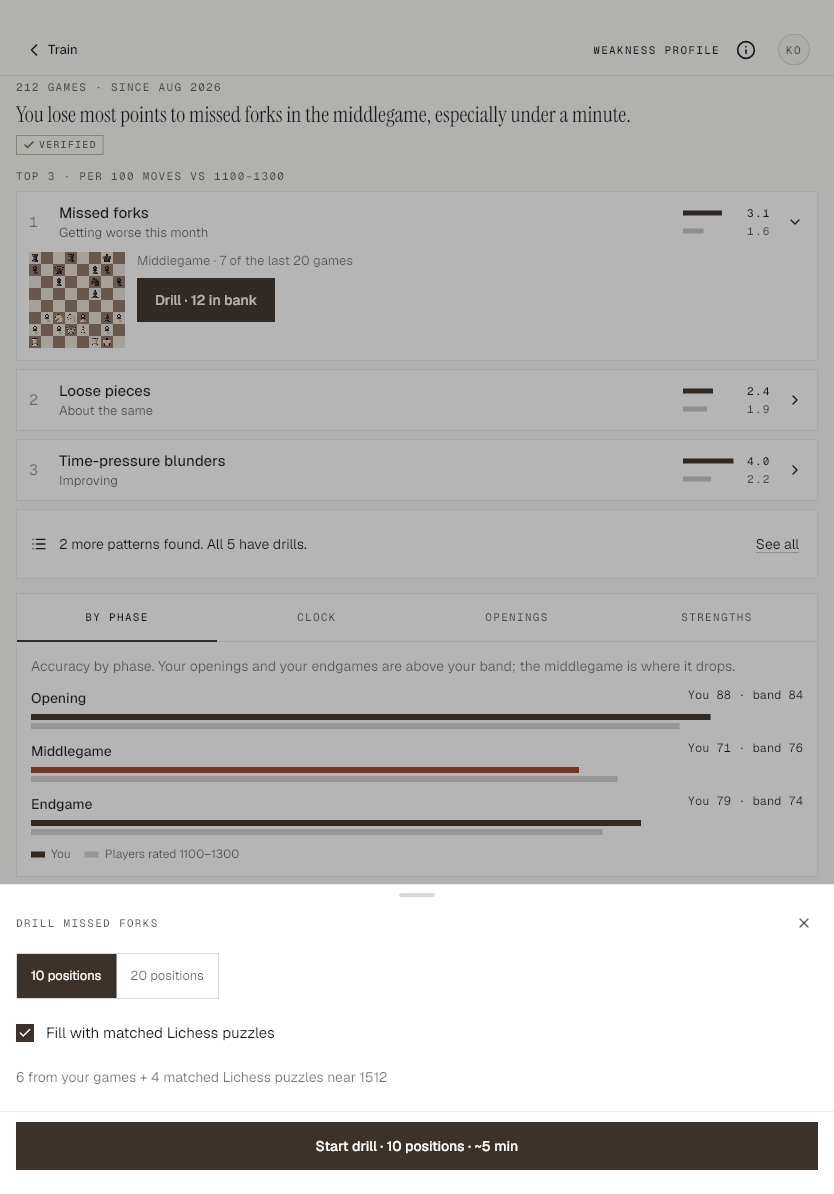 Train
WEAKNESS PROFILE
KO
212 GAMES · SINCE AUG 2026
You lose most points to missed forks in the middlegame, especially under a minute.
VERIFIED
TOP 3 · PER 100 MOVES VS 1100–1300
1 Missed forks 3.1
Getting worse this month 1.6
Middlegame · 7 of the last 20 games
Drill · 12 in bank
2 Loose pieces 2.4
About the same 1.9
3 Time-pressure blunders 4.0
Improving 2.2
2 more patterns found. All 5 have drills. See all
BY PHASE CLOCK OPENINGS STRENGTHS
Accuracy by phase. Your openings and your endgames are above your band; the middlegame is where it drops.
Opening You 88 · band 84
Middlegame You 71 · band 76
Endgame You 79 · band 74
You Players rated 1100–1300
DRILL MISSED FORKS
10 positions 20 positions
Fill with matched Lichess puzzles
6 from your games + 4 matched Lichess puzzles near 1512
Start drill · 10 positions · ~5 min